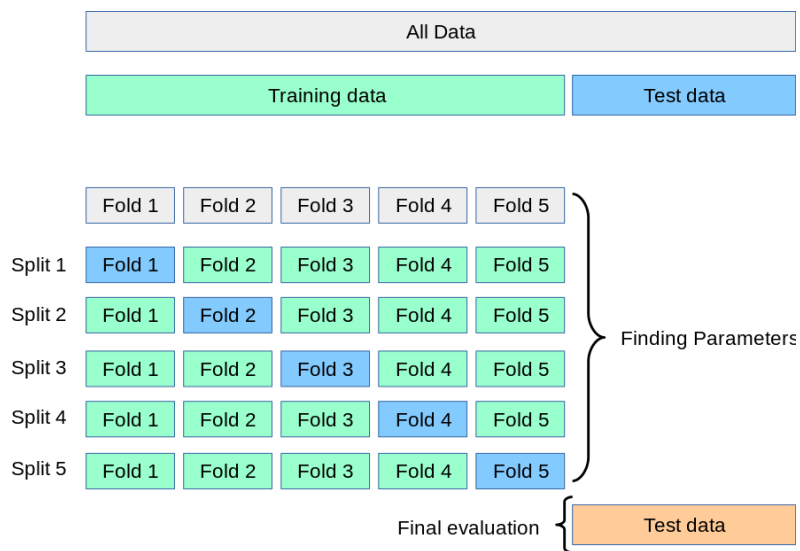 All Data
Training data Test data
Fold 1 Fold 2 Fold 3 Fold 4 Fold 5
Split 1 Fold 1 Fold 2 Fold 3 Fold 4 Fold 5
Split 2 Fold 1 Fold 2 Fold 3 Fold 4 Fold 5
Finding Parameters
Split 3 Fold 1 Fold 2 Fold 3 Fold 4 Fold 5
Split 4 Fold 1 Fold 2 Fold 3 Fold 4 Fold 5
Split 5 Fold 1 Fold 2 Fold 3 Fold 4 Fold 5
Final evaluation Test data